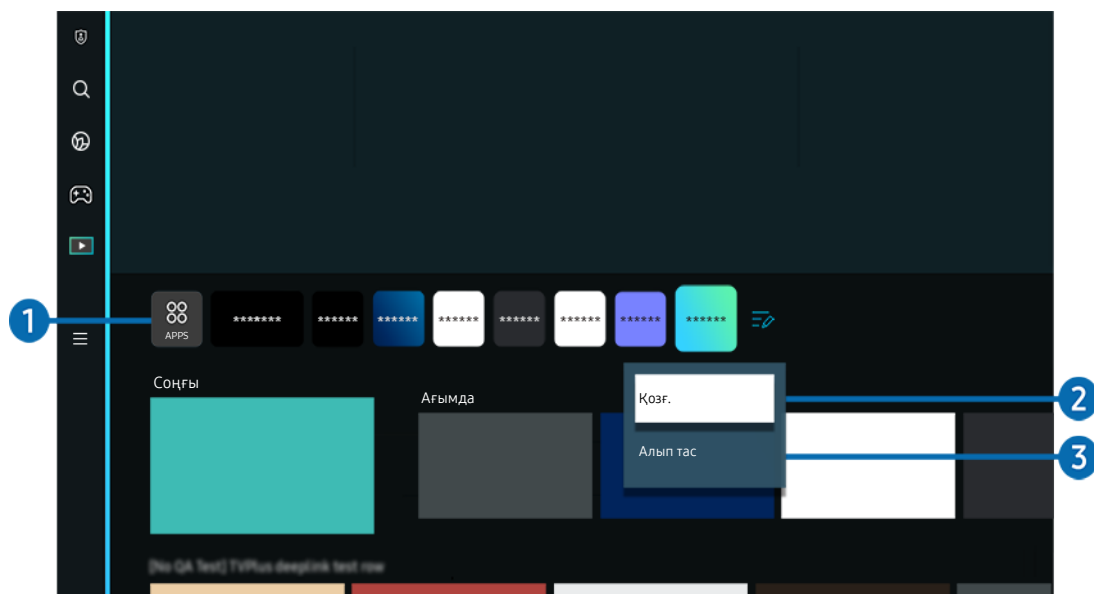 1
APPS
******* ****** ****** ****** ****** ****** ****** ******
Соңғы
Ағымда
Қозғ.
2
Алып тас
3
[No QA Test] TVPlus deeplink test row